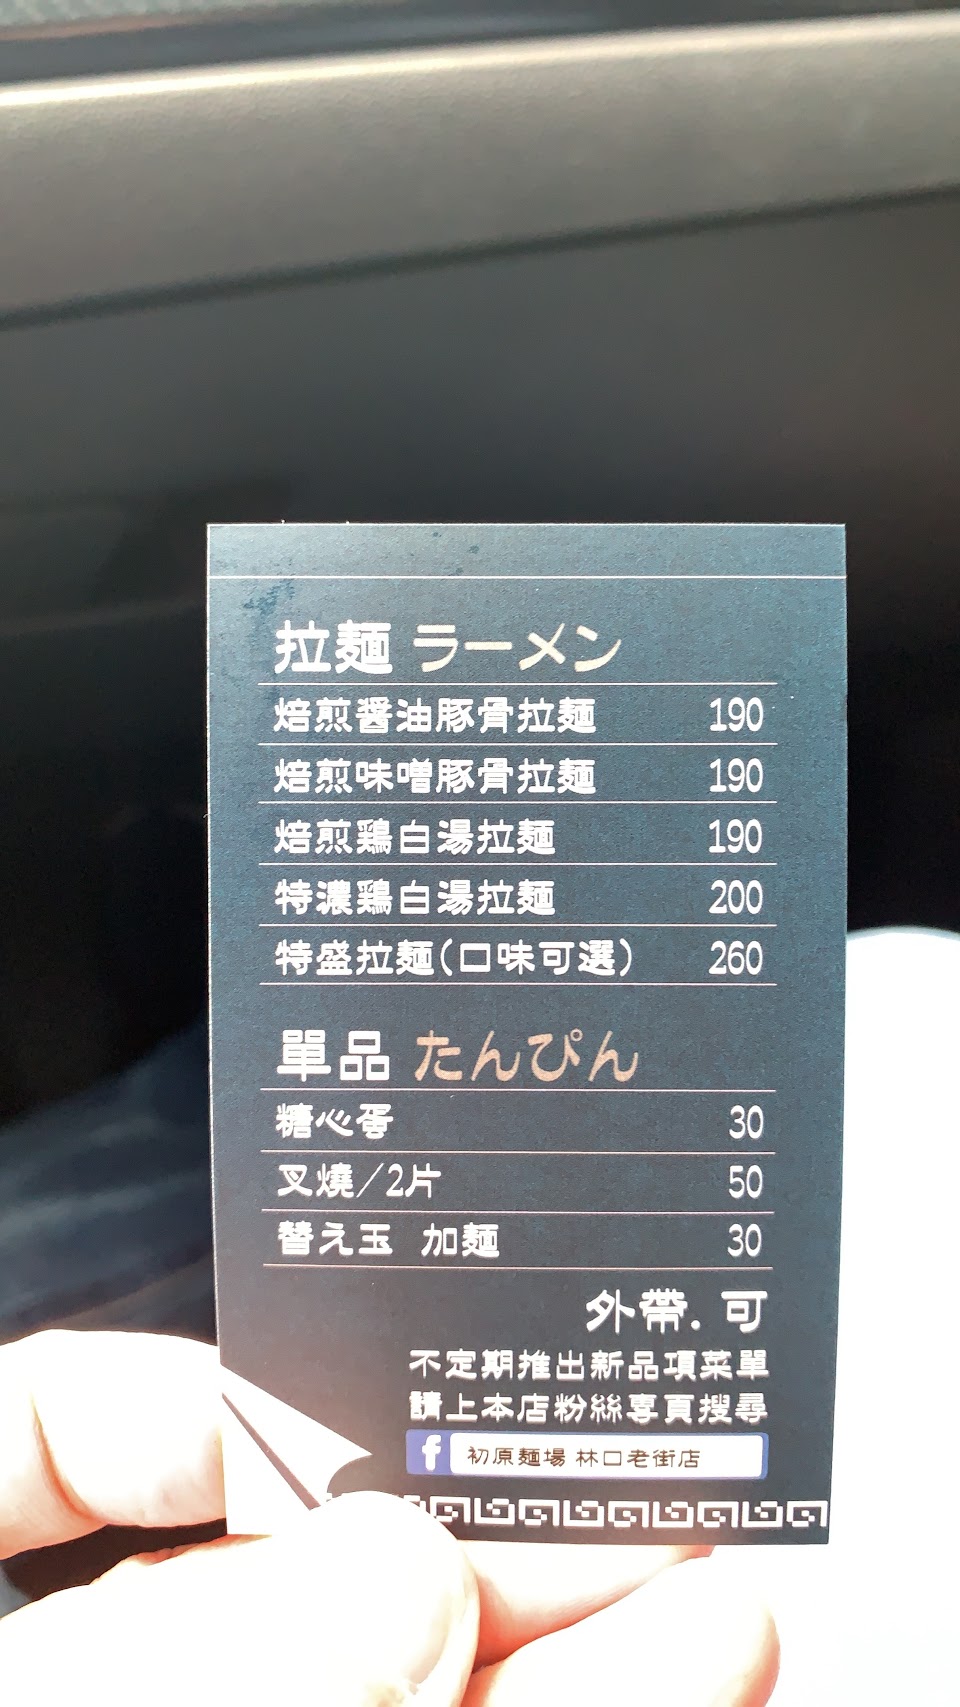 拉麵 ラーメン
焙煎醤油豚骨拉麺 190
焙煎味噌豚骨拉麺 190
焙煎鶏白湯拉麺 190
特濃鶏白湯拉麺 200
特盛拉麺(口味可選) 260
單品 たんぴん
糖心蛋 30
叉燒/2片 50
替え玉 加麵 30
外帶. 可
不定期推出新品項菜單
請上本店粉絲專頁搜尋
f 初原麵場 林口老街店